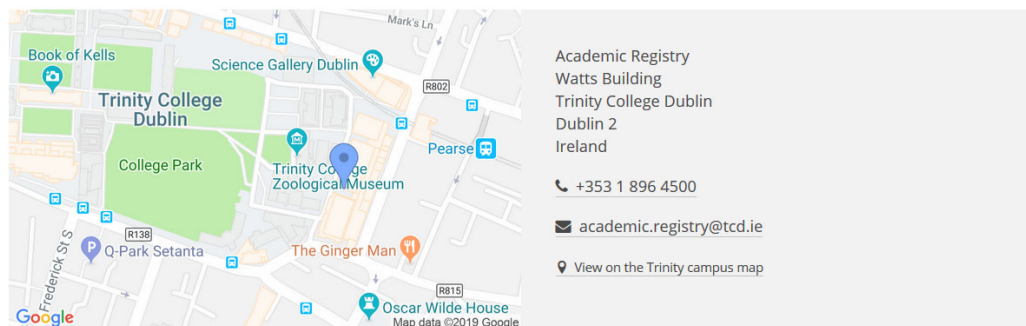 Mark's Ln
Book of Kells
Science Gallery Dublin
R802
Trinity College
Dublin
Pearse
College Park
Trinity College
Zoological Museum
R138
Q-Park Setanta
The Ginger Man
Frederick St S
R815
Oscar Wilde House
Google
Map data ©2019 Google
Academic Registry
Watts Building
Trinity College Dublin
Dublin 2
Ireland
+353 1 896 4500
academic.registry@tcd.ie
View on the Trinity campus map